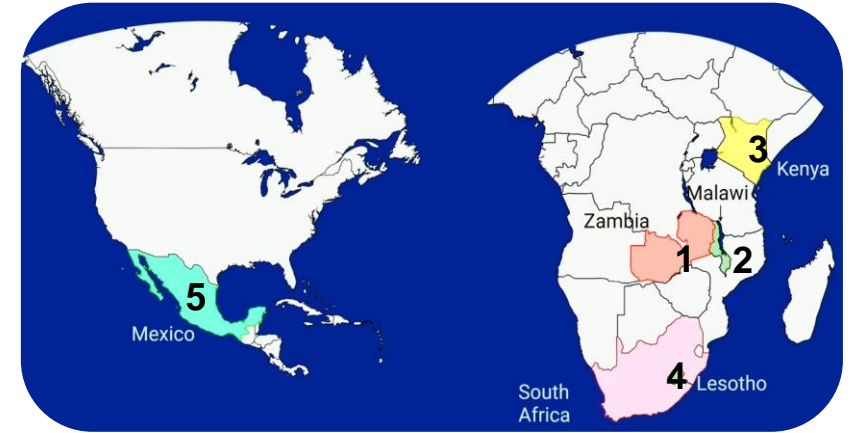 5
Mexico
3
Kenya
Malawi
Zambia
1
2
4
Lesotho
South
Africa